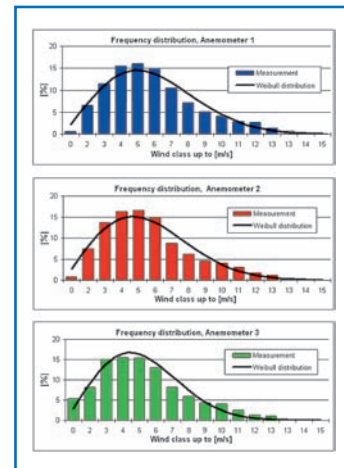 Frequency distribution, Anemometer 1
20
15
10
5
0
[%]
Measurement
Weibull distribution
0 2 3 4 5 6 7 8 9 10 11 12 13 13 14 15
Wind class up to [m/s]
Frequency distribution, Anemometer 2
20
15
10
5
0
[%]
Measurement
Weibull distribution
0 2 3 4 5 6 7 8 9 10 11 12 13 13 14 15
Wind class up to [m/s]
Frequency distribution, Anemometer 3
20
15
10
5
0
[%]
Measurement
Weibull distribution
0 2 3 4 5 6 7 8 9 10 11 12 13 13 14 15
Wind class up to [m/s]